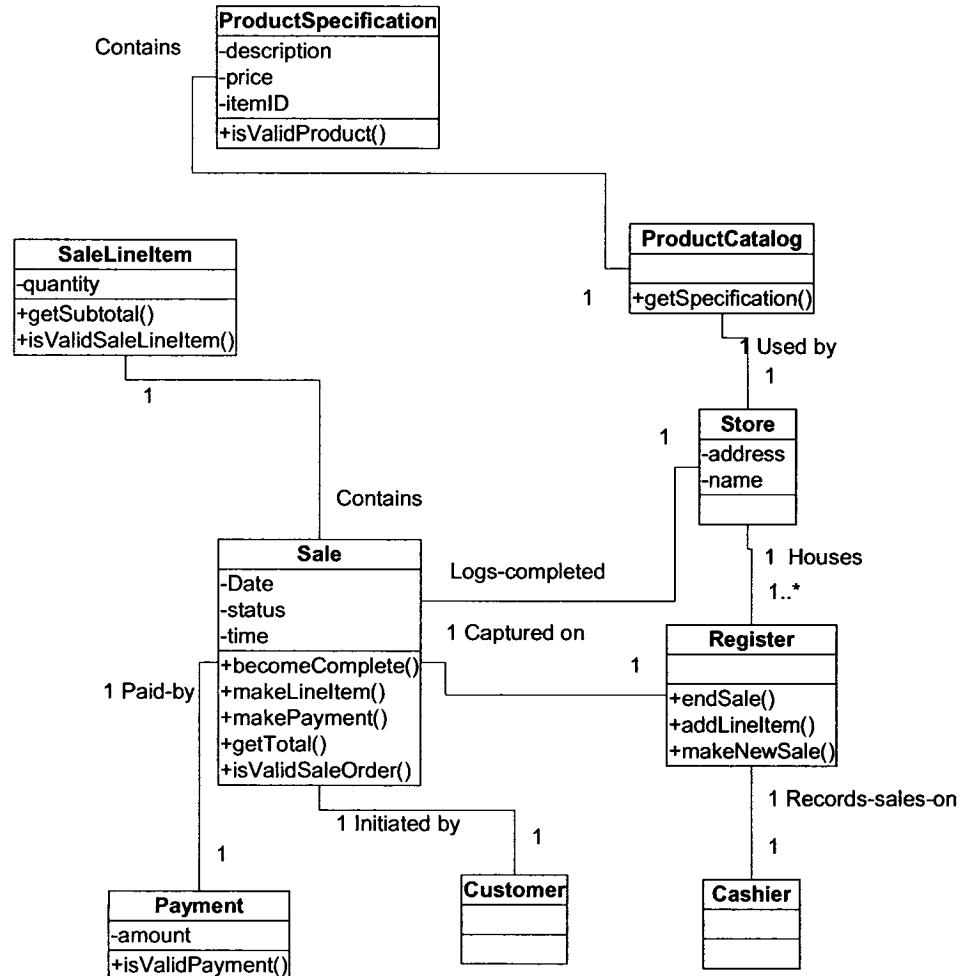 ProductSpecification
Contains
-description
-price
-itemID
+isValidProduct()
ProductCatalog
SaleLineItem
-quantity
+getSubtotal()
+isValidSaleLineItem()
1
+getSpecification()
1 Used by
1
1
Store
1
-address
-name
Contains
Sale
1 Houses
Logs-completed
-Date
-status
-time
1..*
1 Captured on
Register
1
+becomeComplete()
+makeLineItem()
+makePayment()
+getTotal()
+isValidSaleOrder()
1 Paid-by
+endSale()
+addLineItem()
+makeNewSale()
1 Records-sales-on
1 Initiated by
1
1
1
Customer
Cashier
Payment
-amount
+isValidPayment()